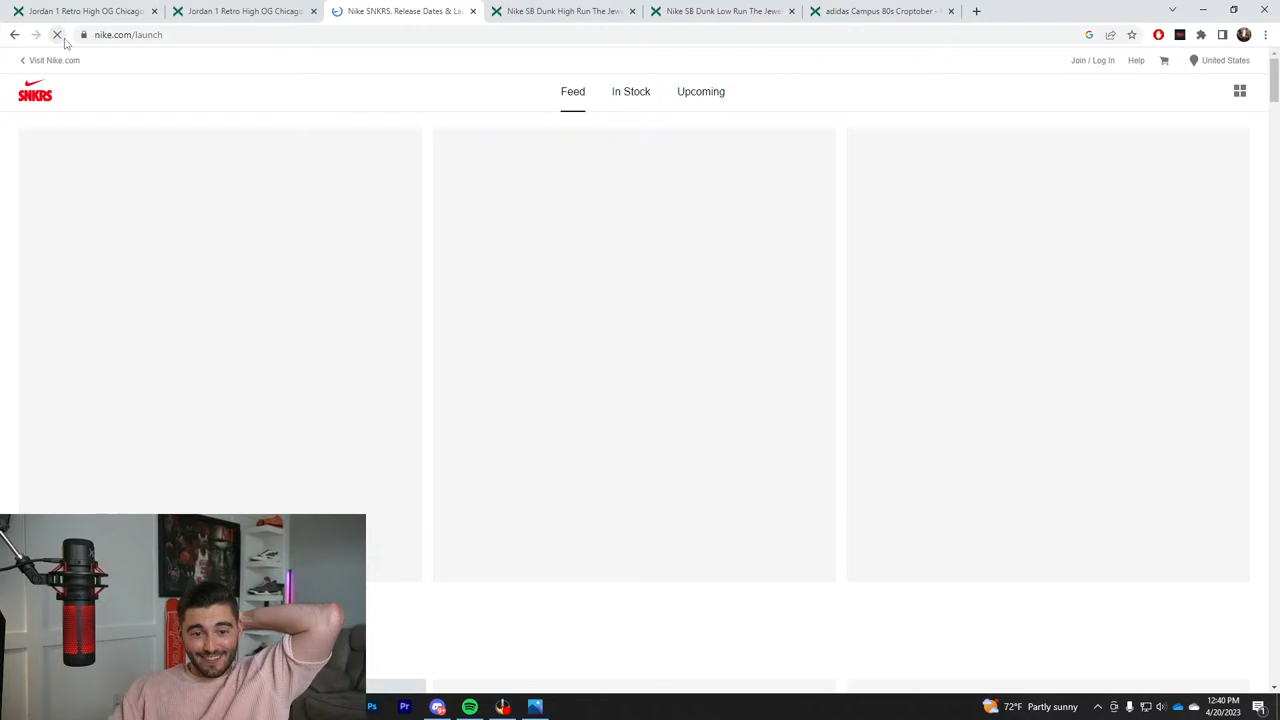 Jordan 1 Retro High OG Chicago
Jordan 1 Retro High OG Chicago
Nike SNKRS. Release Dates & La
Nike SB Dunk High Run The Jewe
Nike SB Dunk Low Run The Jewe
adidas Campus 80s Croptober -
nike.com/launch
Visit Nike.com
Join / Log In
Help
United States
SNKRS
Feed
In Stock
Upcoming
Ps
Pr
72°F Partly sunny
12:40 PM
4/20/2023